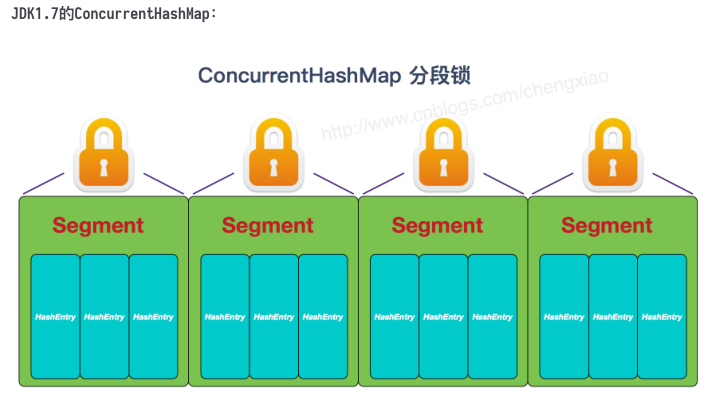 JDK1.7的ConcurrentHashMap：
ConcurrentHashMap 分段锁
http://www.cnblogs.com/chengxiao
Segment Segment Segment Segment
HashEntry HashEntry HashEntry HashEntry HashEntry HashEntry HashEntry HashEntry HashEntry HashEntry HashEntry HashEntry